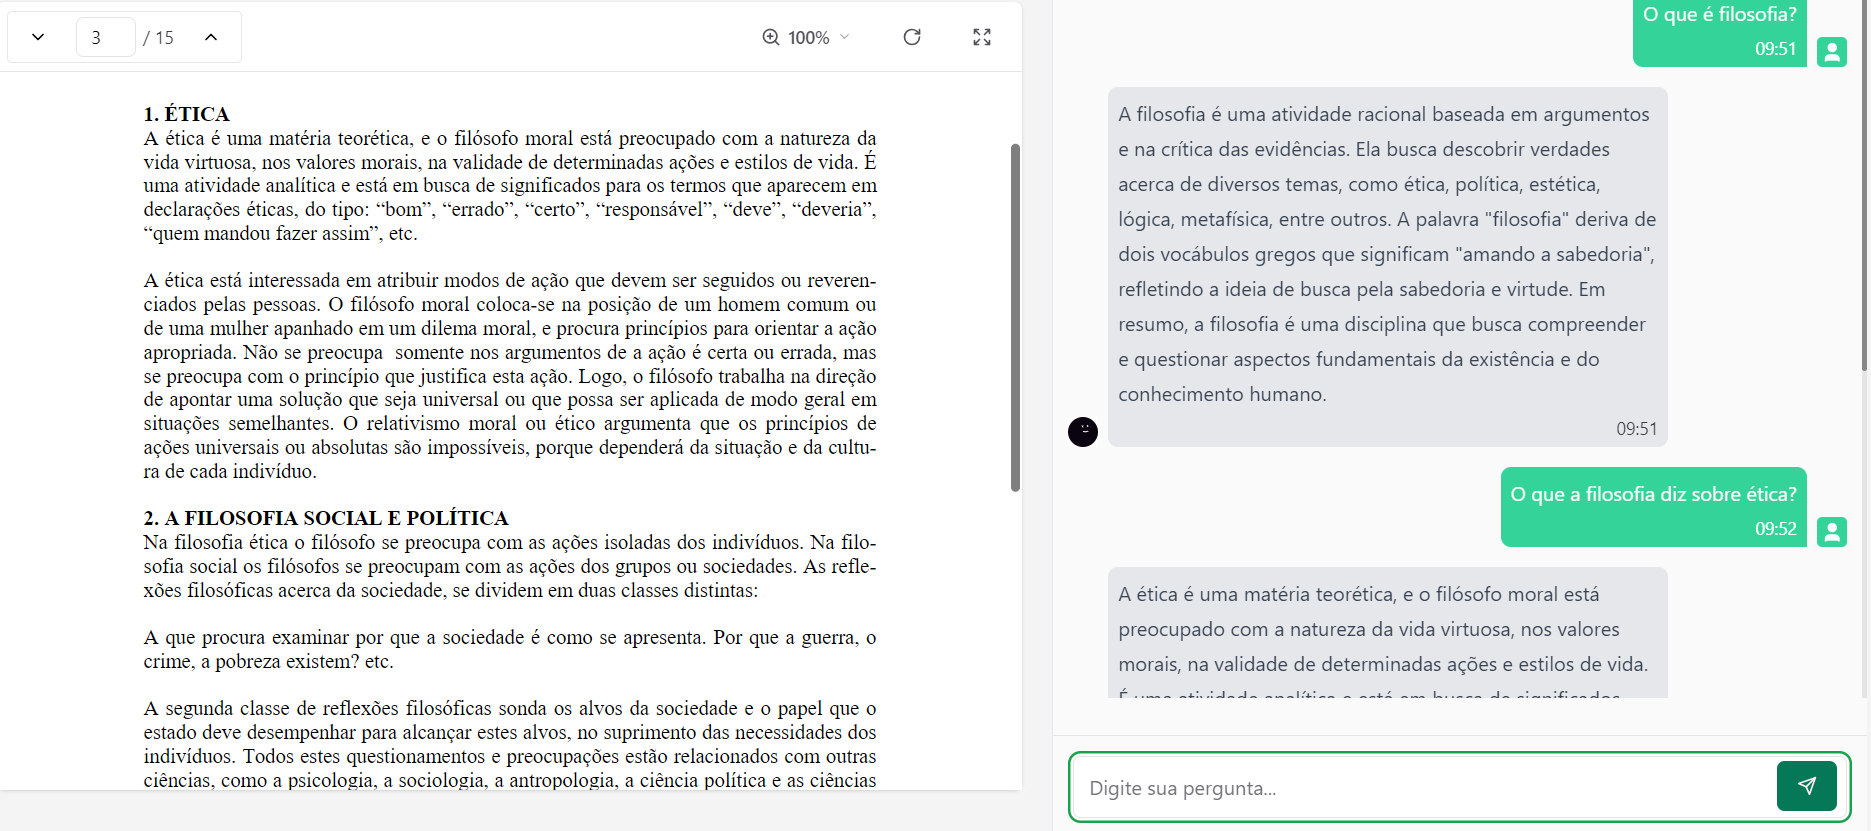 3 / 15
100%
1. ÉTICA
A ética é uma matéria teorética, e o filósofo moral está preocupado com a natureza da
vida virtuosa, nos valores morais, na validade de determinadas ações e estilos de vida. É
uma atividade analítica e está em busca de significados para os termos que aparecem em
declarações éticas, do tipo: “bom”, “errado”, “certo”, “responsável”, “deve”, “deveria”,
“quem mandou fazer assim”, etc.
A ética está interessada em atribuir modos de ação que devem ser seguidos ou reveren-
ciados pelas pessoas. O filósofo moral coloca-se na posição de um homem comum ou
de uma mulher apanhado em um dilema moral, e procura princípios para orientar a ação
apropriada. Não se preocupa  somente nos argumentos de a ação é certa ou errada, mas
se preocupa com o princípio que justifica esta ação. Logo, o filósofo trabalha na direção
de apontar uma solução que seja universal ou que possa ser aplicada de modo geral em
situações semelhantes. O relativismo moral ou ético argumenta que os princípios de
ações universais ou absolutas são impossíveis, porque dependerá da situação e da cultu-
ra de cada indivíduo.
2. A FILOSOFIA SOCIAL E POLÍTICA
Na filosofia ética o filósofo se preocupa com as ações isoladas dos indivíduos. Na filo-
sofia social os filósofos se preocupam com as ações dos grupos ou sociedades. As refle-
xões filosóficas acerca da sociedade, se dividem em duas classes distintas:
A que procura examinar por que a sociedade é como se apresenta. Por que a guerra, o
crime, a pobreza existem? etc.
A segunda classe de reflexões filosóficas sonda os alvos da sociedade e o papel que o
estado deve desempenhar para alcançar estes alvos, no suprimento das necessidades dos
indivíduos. Todos estes questionamentos e preocupações estão relacionados com outras
ciências, como a psicologia, a sociologia, a antropologia, a ciência política e as ciências
O que é filosofia?
09:51
A filosofia é uma atividade racional baseada em argumentos
e na crítica das evidências. Ela busca descobrir verdades
acerca de diversos temas, como ética, política, estética,
lógica, metafísica, entre outros. A palavra "filosofia" deriva de
dois vocábulos gregos que significam "amando a sabedoria",
refletindo a ideia de busca pela sabedoria e virtude. Em
resumo, a filosofia é uma disciplina que busca compreender
e questionar aspectos fundamentais da existência e do
conhecimento humano.
09:51
O que a filosofia diz sobre ética?
09:52
A ética é uma matéria teorética, e o filósofo moral está
preocupado com a natureza da vida virtuosa, nos valores
morais, na validade de determinadas ações e estilos de vida.
É uma atividade analítica e está em busca de significados
Digite sua pergunta...